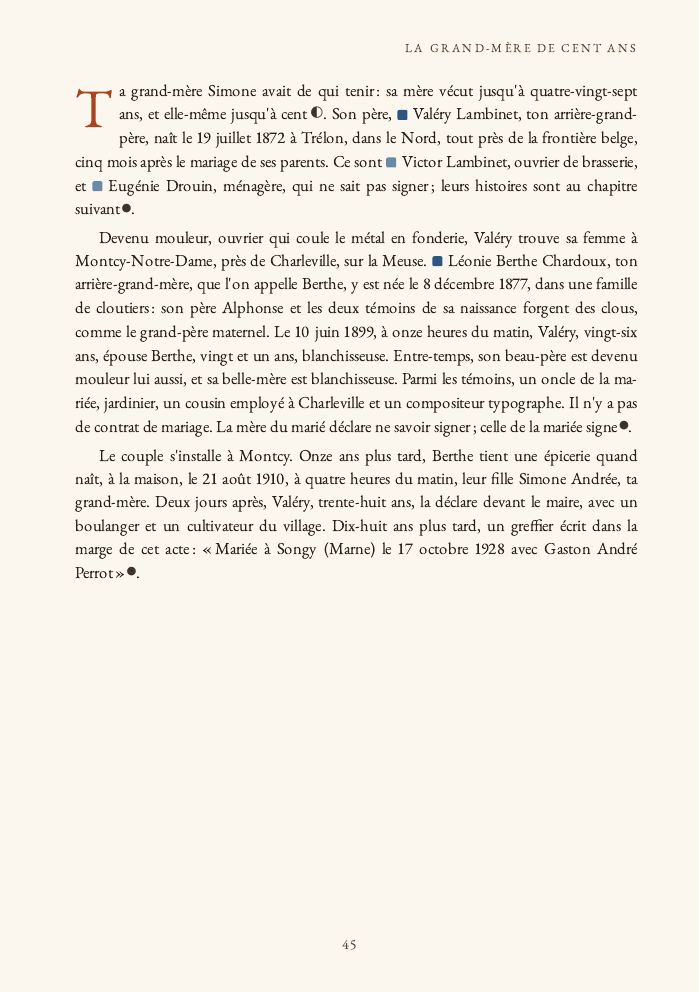 LA GRAND-MÈRE DE CENT ANS
Ta grand-mère Simone avait de qui tenir : sa mère vécut jusqu'à quatre-vingt-sept
ans, et elle-même jusqu'à cent ◐. Son père, ■ Valéry Lambinet, ton arrière-grand-
père, naît le 19 juillet 1872 à Trélon, dans le Nord, tout près de la frontière belge,
cinq mois après le mariage de ses parents. Ce sont ■ Victor Lambinet, ouvrier de brasserie,
et ■ Eugénie Drouin, ménagère, qui ne sait pas signer ; leurs histoires sont au chapitre
suivant ●.
Devenu mouleur, ouvrier qui coule le métal en fonderie, Valéry trouve sa femme à
Montcy-Notre-Dame, près de Charleville, sur la Meuse. ■ Léonie Berthe Chardoux, ton
arrière-grand-mère, que l'on appelle Berthe, y est née le 8 décembre 1877, dans une famille
de cloutiers : son père Alphonse et les deux témoins de sa naissance forgent des clous,
comme le grand-père maternel. Le 10 juin 1899, à onze heures du matin, Valéry, vingt-six
ans, épouse Berthe, vingt et un ans, blanchisseuse. Entre-temps, son beau-père est devenu
mouleur lui aussi, et sa belle-mère est blanchisseuse. Parmi les témoins, un oncle de la ma-
riée, jardinier, un cousin employé à Charleville et un compositeur typographe. Il n'y a pas
de contrat de mariage. La mère du marié déclare ne savoir signer ; celle de la mariée signe ●.
Le couple s'installe à Montcy. Onze ans plus tard, Berthe tient une épicerie quand
naît, à la maison, le 21 août 1910, à quatre heures du matin, leur fille Simone Andrée, ta
grand-mère. Deux jours après, Valéry, trente-huit ans, la déclare devant le maire, avec un
boulanger et un cultivateur du village. Dix-huit ans plus tard, un greffier écrit dans la
marge de cet acte : « Mariée à Songy (Marne) le 17 octobre 1928 avec Gaston André
Perrot » ●.
45